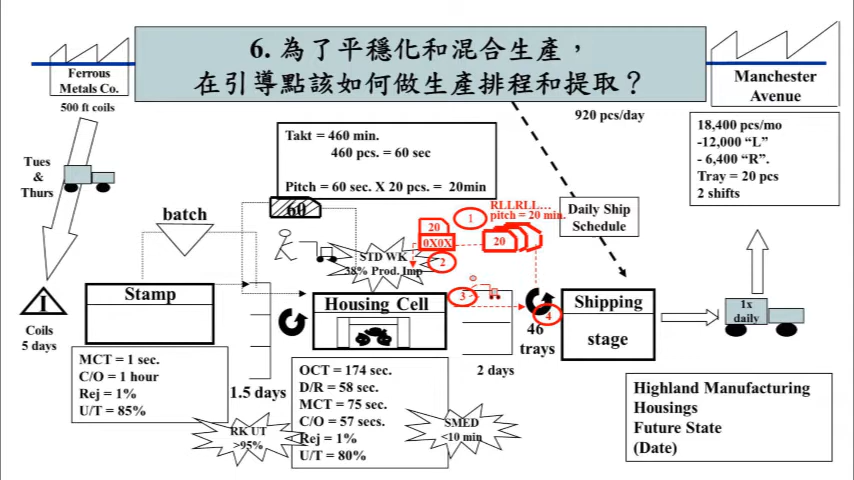 6. 為了平穩化和混合生產，
在引導點該如何做生產排程和提取？
Ferrous
Metals Co.
500 ft coils
Manchester
Avenue
920 pcs/day
18,400 pcs/mo
-12,000 “L”
- 6,400 “R”.
Tray = 20 pcs
2 shifts
Takt = 460 min.
460 pcs. = 60 sec
Pitch = 60 sec. X 20 pcs. = 20min
Tues
&
Thurs
batch
60
RLLRLL…
pitch = 20 min.
1
20
OXOX
20
2
Daily Ship
Schedule
STD WK
38% Prod. Imp
3
4
I
Coils
5 days
Stamp
Housing Cell
46
trays
Shipping
stage
1x
daily
MCT = 1 sec.
C/O = 1 hour
Rej = 1%
U/T = 85%
1.5 days
OCT = 174 sec.
D/R = 58 sec.
MCT = 75 sec.
C/O = 57 secs.
Rej = 1%
U/T = 80%
2 days
RK UT
>95%
SMED
<10 min
Highland Manufacturing
Housings
Future State
(Date)